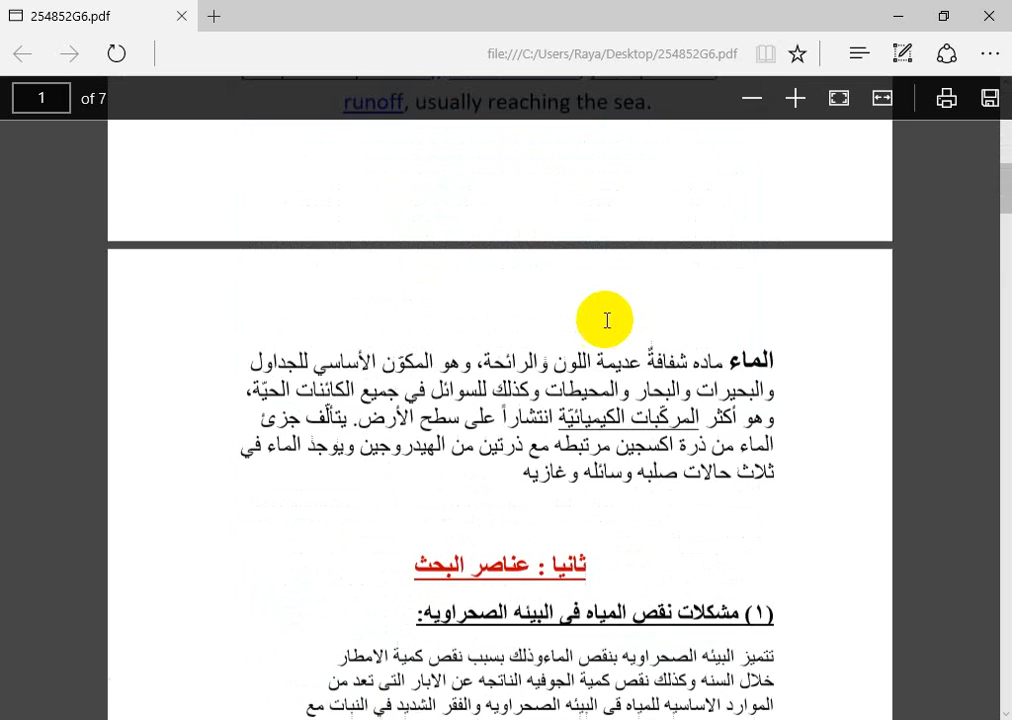 254852G6.pdf
file:///C:/Users/Raya/Desktop/254852G6.pdf
1 of 7
runoff, usually reaching the sea.
الماء ماده شفافةٌ عديمة اللون والرائحة، وهو المكوّن الأساسي للجداول
والبحيرات والبحار والمحيطات وكذلك للسوائل في جميع الكائنات الحيّة،
وهو أكثر المركّبات الكيميائيّة انتشاراً على سطح الأرض. يتألّف جزئ
الماء من ذرة اكسجين مرتبطه مع ذرتين من الهيدروجين ويوجد الماء في
ثلاث حالات صلبه وسائله وغازيه
ثانيا : عناصر البحث
(١) مشكلات نقص المياه فى البيئه الصحراويه:
تتميز البيئه الصحراويه بنقص الماءوذلك بسبب نقص كمية الامطار
خلال السنه وكذلك نقص كمية الجوفيه الناتجه عن الابار التى تعد من
الموارد الاساسيه للمياه فى البيئه الصحراويه والفقر الشديد في النبات مع